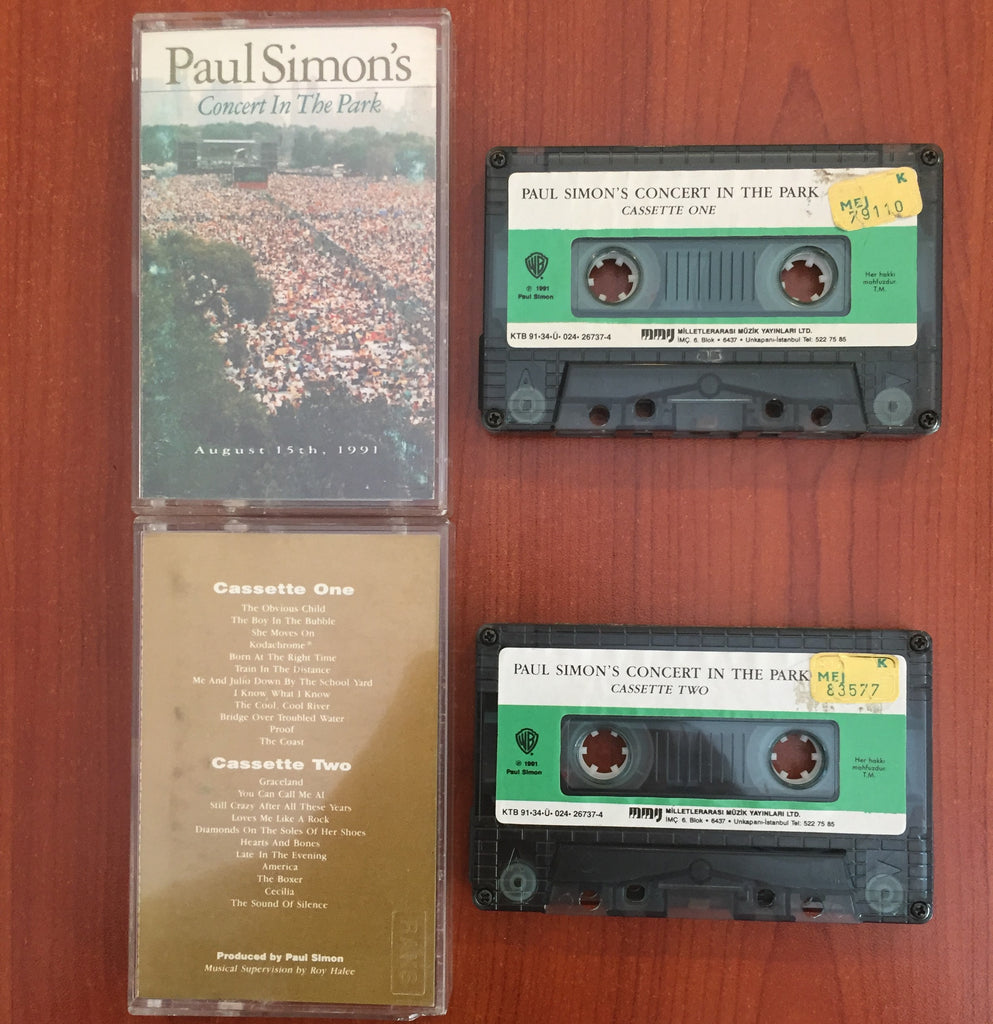 Paul Simon's
Concert In The Park
August 15th, 1991
Cassette One
The Obvious Child
The Boy In The Bubble
She Moves On
Kodachrome®
Born At The Right Time
Train In The Distance
Me And Julio Down By The School Yard
I Know What I Know
The Cool, Cool River
Bridge Over Troubled Water
Proof
The Coast
Cassette Two
Graceland
You Can Call Me Al
Still Crazy After All These Years
Loves Me Like A Rock
Diamonds On The Soles Of Her Shoes
Hearts And Bones
Late In The Evening
America
The Boxer
Cecilia
The Sound Of Silence
Produced by Paul Simon
Musical Supervision by Roy Halee
RAKS
PAUL SIMON'S CONCERT IN THE PARK
CASSETTE ONE
K
MEJ
79110
WB
℗ 1991
Paul Simon
Her hakkı
mahfuzdur.
T.M.
KTB 91-34-Ü- 024- 26737-4
mmy MİLLETLERARASI MÜZİK YAYINLARI LTD.
İMÇ. 6. Blok • 6437 • Unkapanı-İstanbul Tel: 522 75 85
A
PAUL SIMON'S CONCERT IN THE PARK
CASSETTE TWO
K
MEJ
83577
WB
℗ 1991
Paul Simon
Her hakkı
mahfuzdur.
T.M.
KTB 91-34-Ü- 024- 26737-4
mmy MİLLETLERARASI MÜZİK YAYINLARI LTD.
İMÇ. 6. Blok • 6437 • Unkapanı-İstanbul Tel: 522 75 85
A